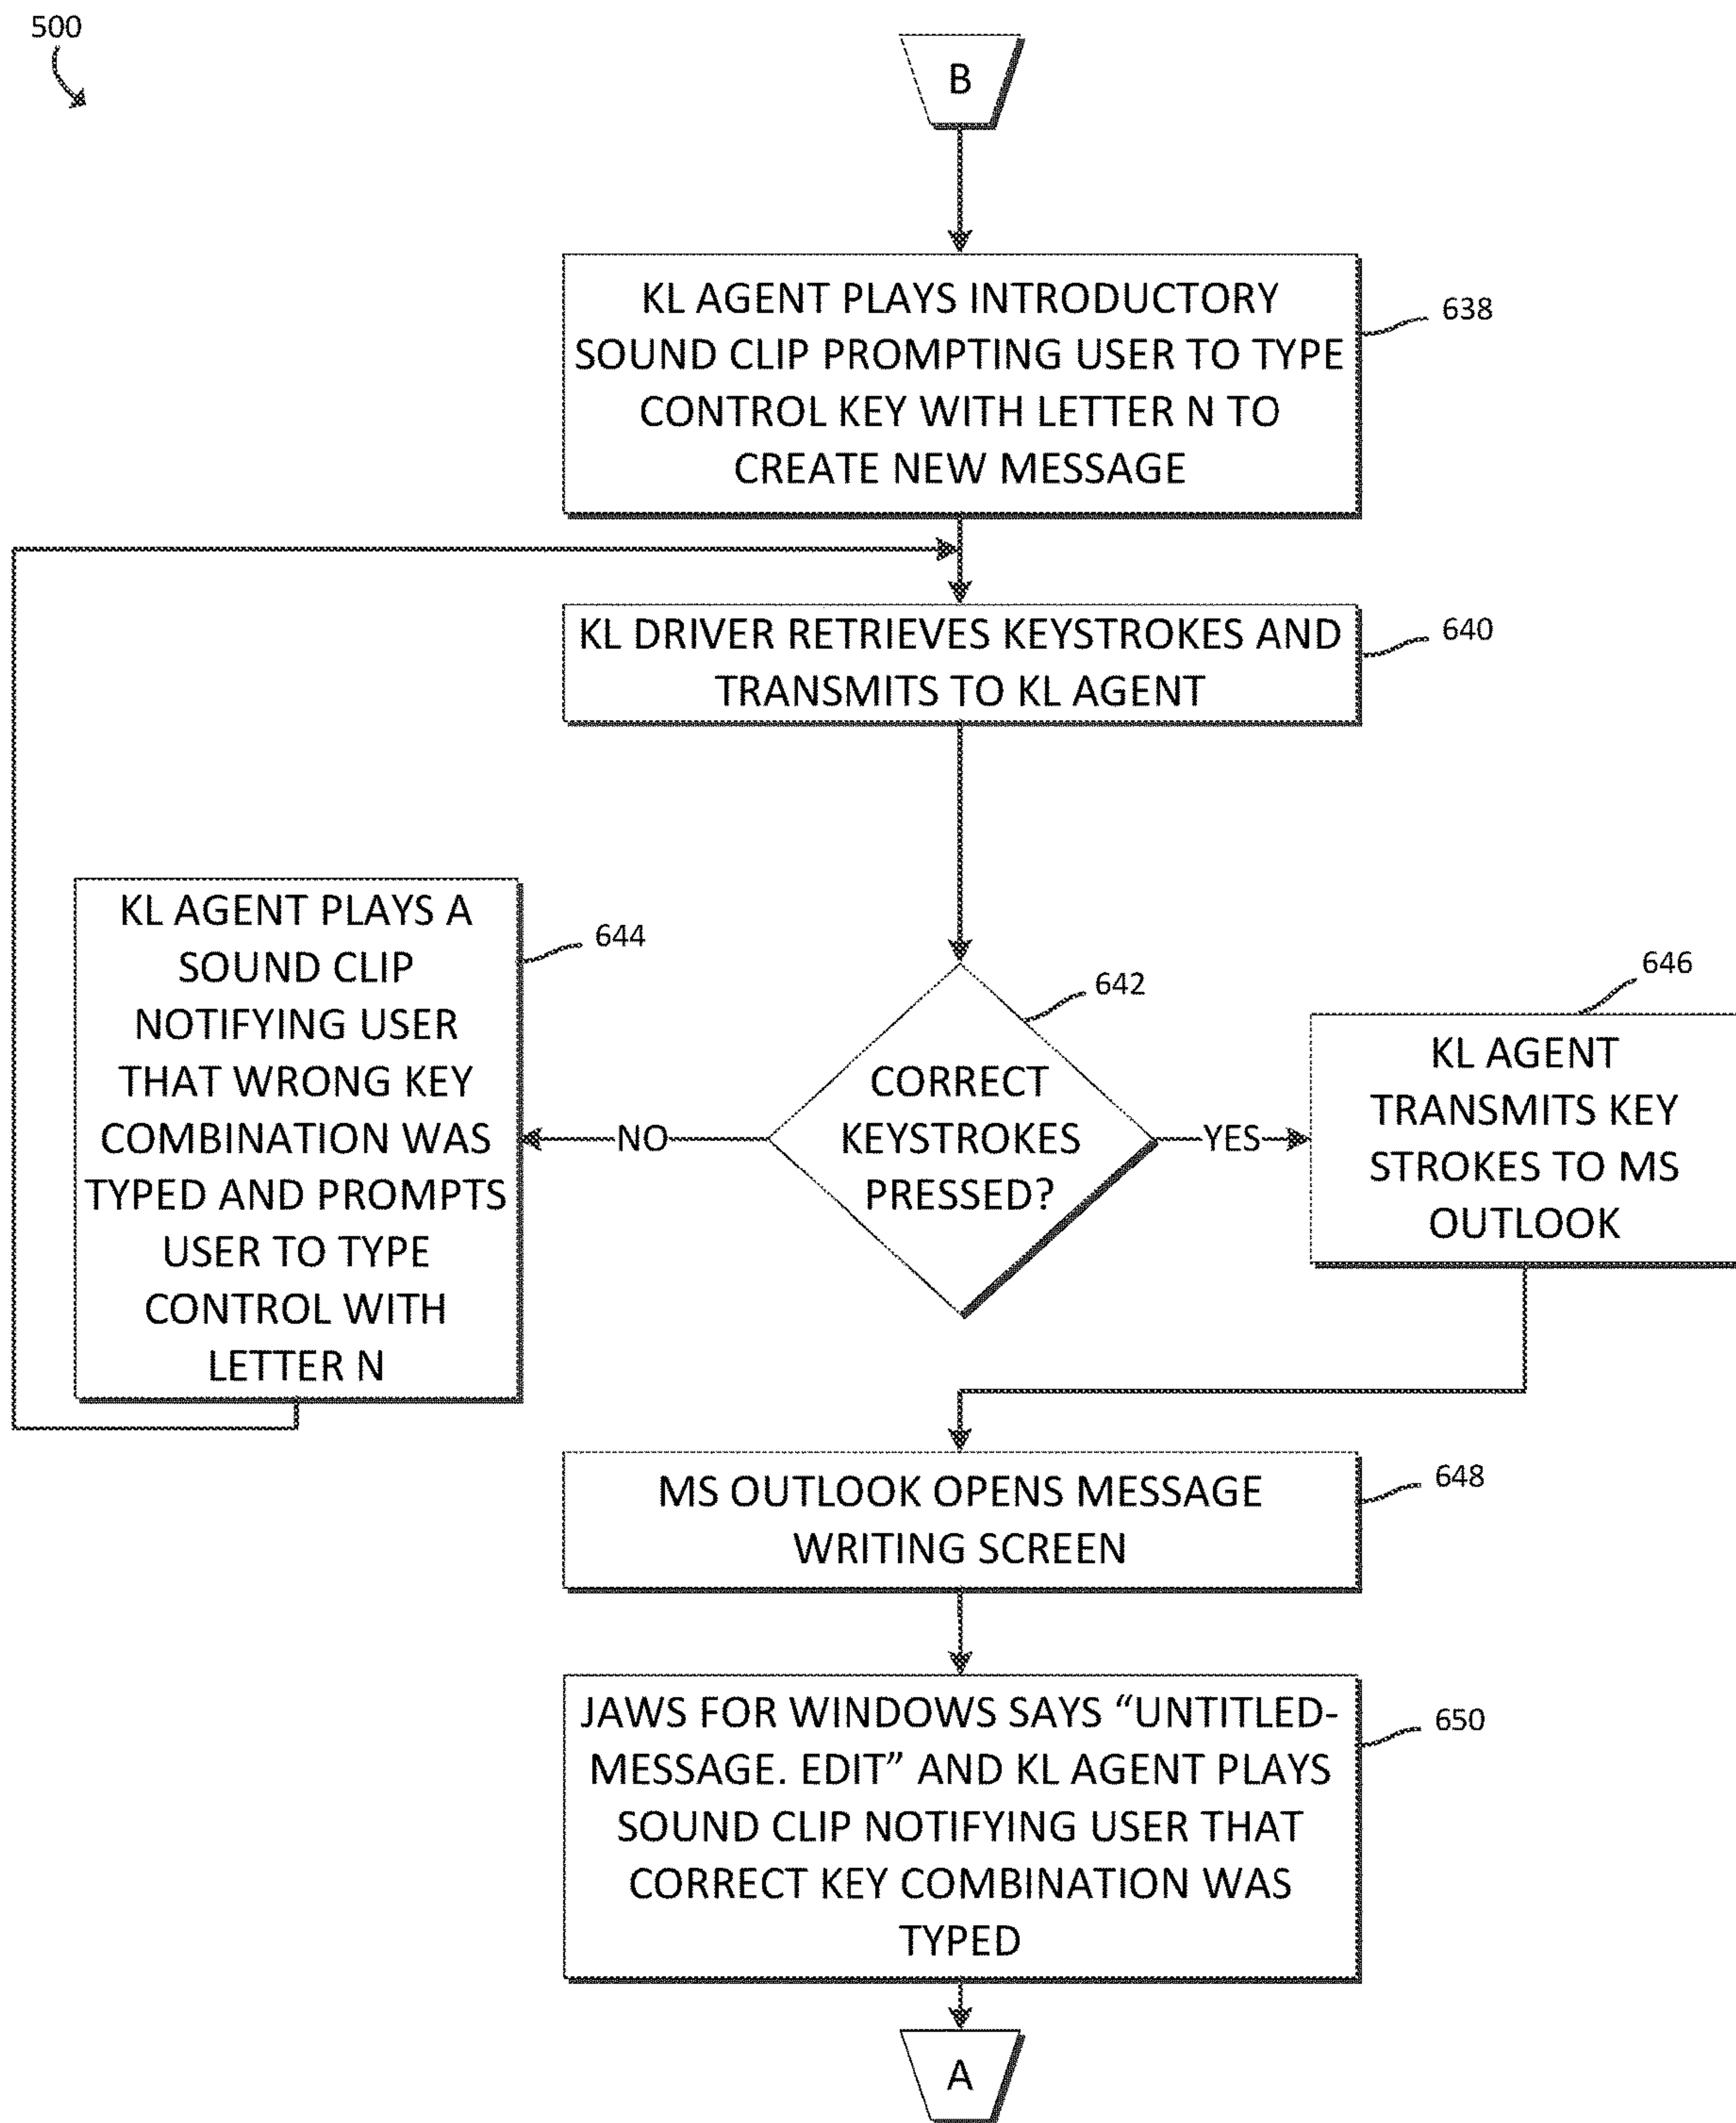 500
B
KL AGENT PLAYS INTRODUCTORY
SOUND CLIP PROMPTING USER TO TYPE
CONTROL KEY WITH LETTER N TO
CREATE NEW MESSAGE
638
KL DRIVER RETRIEVES KEYSTROKES AND
TRANSMITS TO KL AGENT
640
KL AGENT PLAYS A
SOUND CLIP
NOTIFYING USER
THAT WRONG KEY
COMBINATION WAS
TYPED AND PROMPTS
USER TO TYPE
CONTROL WITH
LETTER N
644
NO
642
CORRECT
KEYSTROKES
PRESSED?
YES
646
KL AGENT
TRANSMITS KEY
STROKES TO MS
OUTLOOK
MS OUTLOOK OPENS MESSAGE
WRITING SCREEN
648
JAWS FOR WINDOWS SAYS “UNTITLED-
MESSAGE. EDIT” AND KL AGENT PLAYS
SOUND CLIP NOTIFYING USER THAT
CORRECT KEY COMBINATION WAS
TYPED
650
A